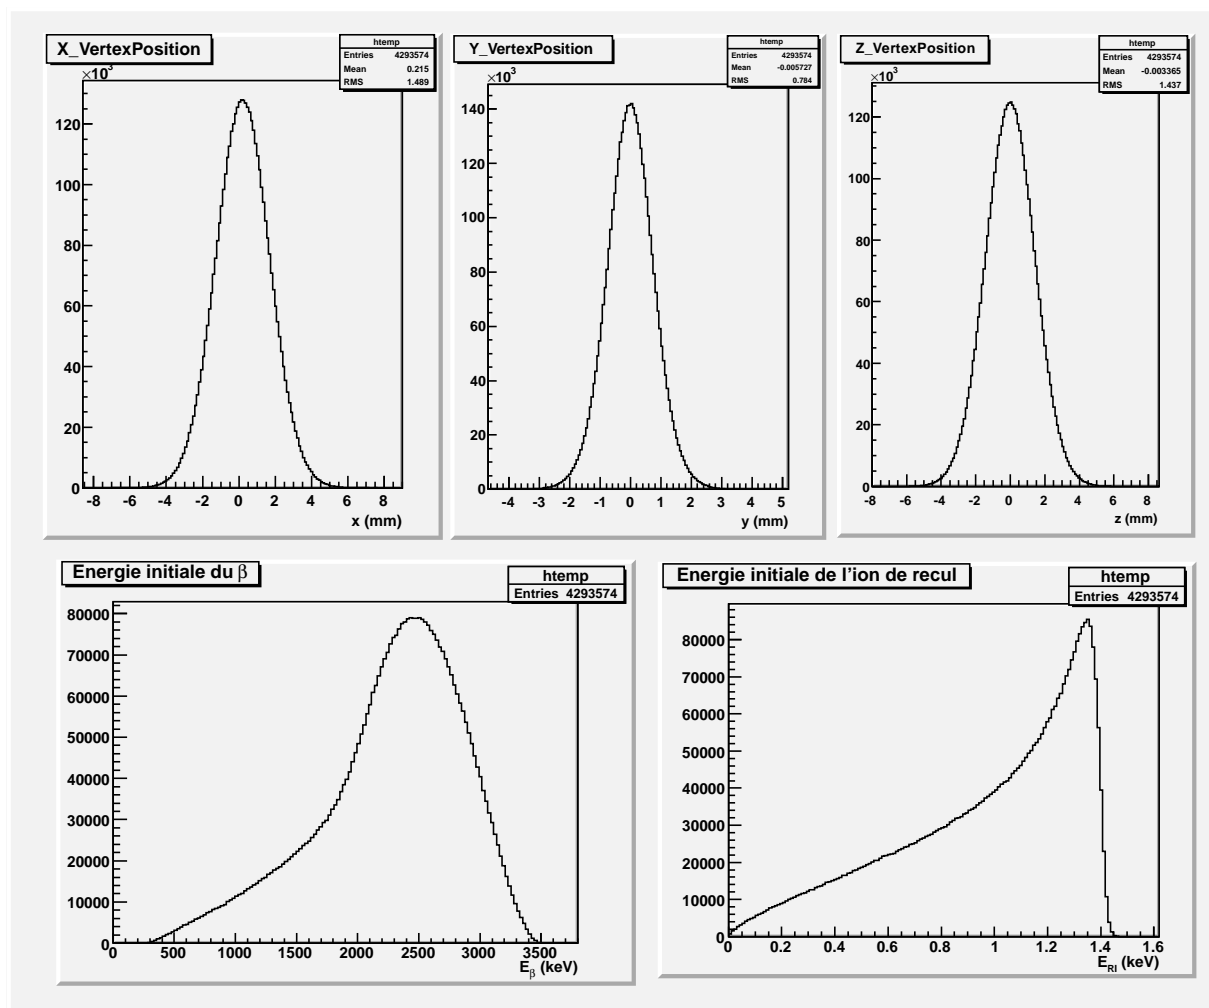 X_VertexPosition
htemp
Entries 4293574
Mean 0.215
RMS 1.489
×10³
120
100
80
60
40
20
0
-8 -6 -4 -2 0 2 4 6 8
x (mm)
Y_VertexPosition
htemp
Entries 4293574
Mean -0.005727
RMS 0.784
×10³
140
120
100
80
60
40
20
0
-4 -3 -2 -1 0 1 2 3 4 5
y (mm)
Z_VertexPosition
htemp
Entries 4293574
Mean -0.003365
RMS 1.437
×10³
120
100
80
60
40
20
0
-8 -6 -4 -2 0 2 4 6 8
z (mm)
Energie initiale du β
htemp
Entries 4293574
80000
70000
60000
50000
40000
30000
20000
10000
0
0 500 1000 1500 2000 2500 3000 3500
E_β (keV)
Energie initiale de l'ion de recul
htemp
Entries 4293574
80000
70000
60000
50000
40000
30000
20000
10000
0
0 0.2 0.4 0.6 0.8 1 1.2 1.4 1.6
E_RI (keV)